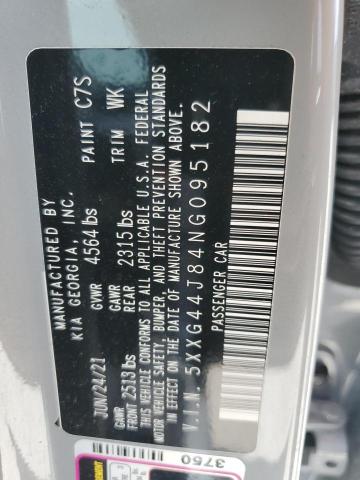 MANUFACTURED BY
KIA GEORGIA, INC.
JUN/24/21 GVWR 4564 lbs PAINT C7S
GAWR GAWR
FRONT 2513 lbs REAR 2315 lbs TRIM WK
THIS VEHICLE CONFORMS TO ALL APPLICABLE U.S.A. FEDERAL
MOTOR VEHICLE SAFETY, BUMPER, AND THEFT PREVENTION STANDARDS
IN EFFECT ON THE DATE OF MANUFACTURE SHOWN ABOVE.
V.I.N. 5XXG44J84NG095182
PASSENGER CAR
3750